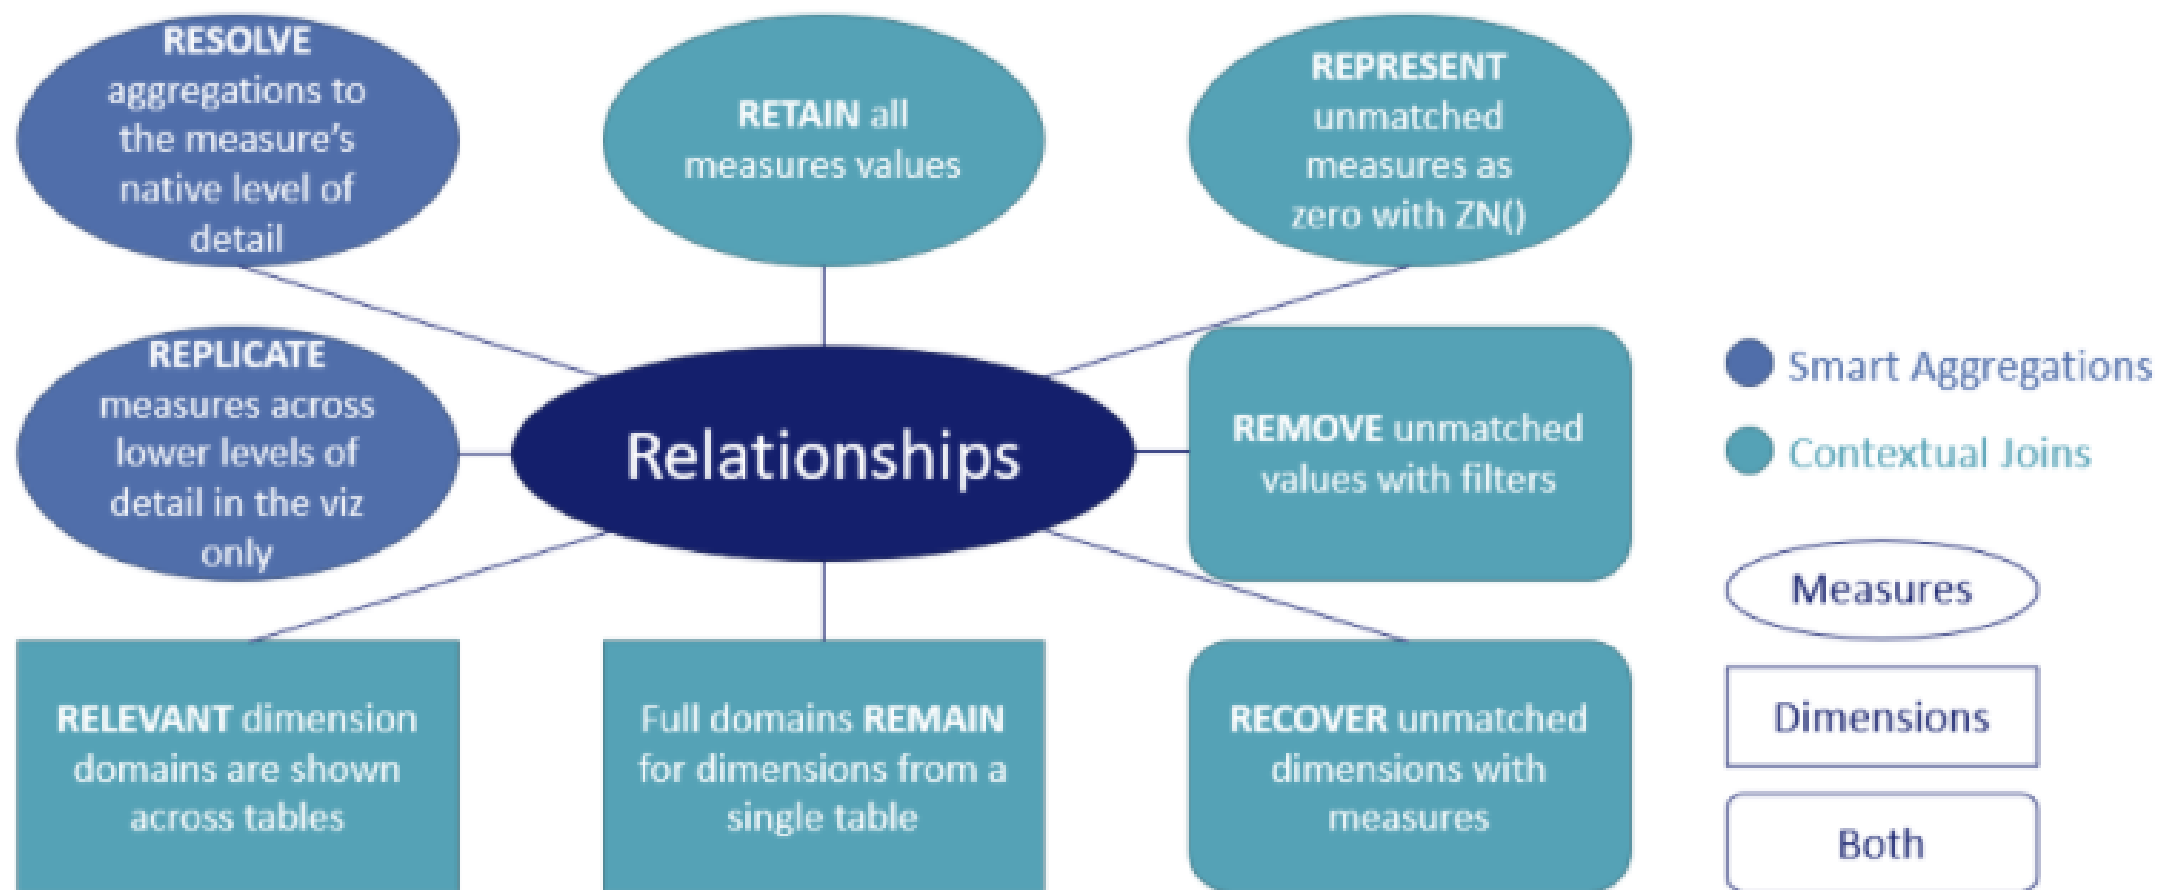 RESOLVE
aggregations to
the measure's
native level of
detail
RETAIN all
measures values
REPRESENT
unmatched
measures as
zero with ZN()
REPLICATE
measures across
lower levels of
detail in the viz
only
Relationships
REMOVE unmatched
values with filters
RELEVANT dimension
domains are shown
across tables
Full domains REMAIN
for dimensions from a
single table
RECOVER unmatched
dimensions with
measures
Smart Aggregations
Contextual Joins
Measures
Dimensions
Both